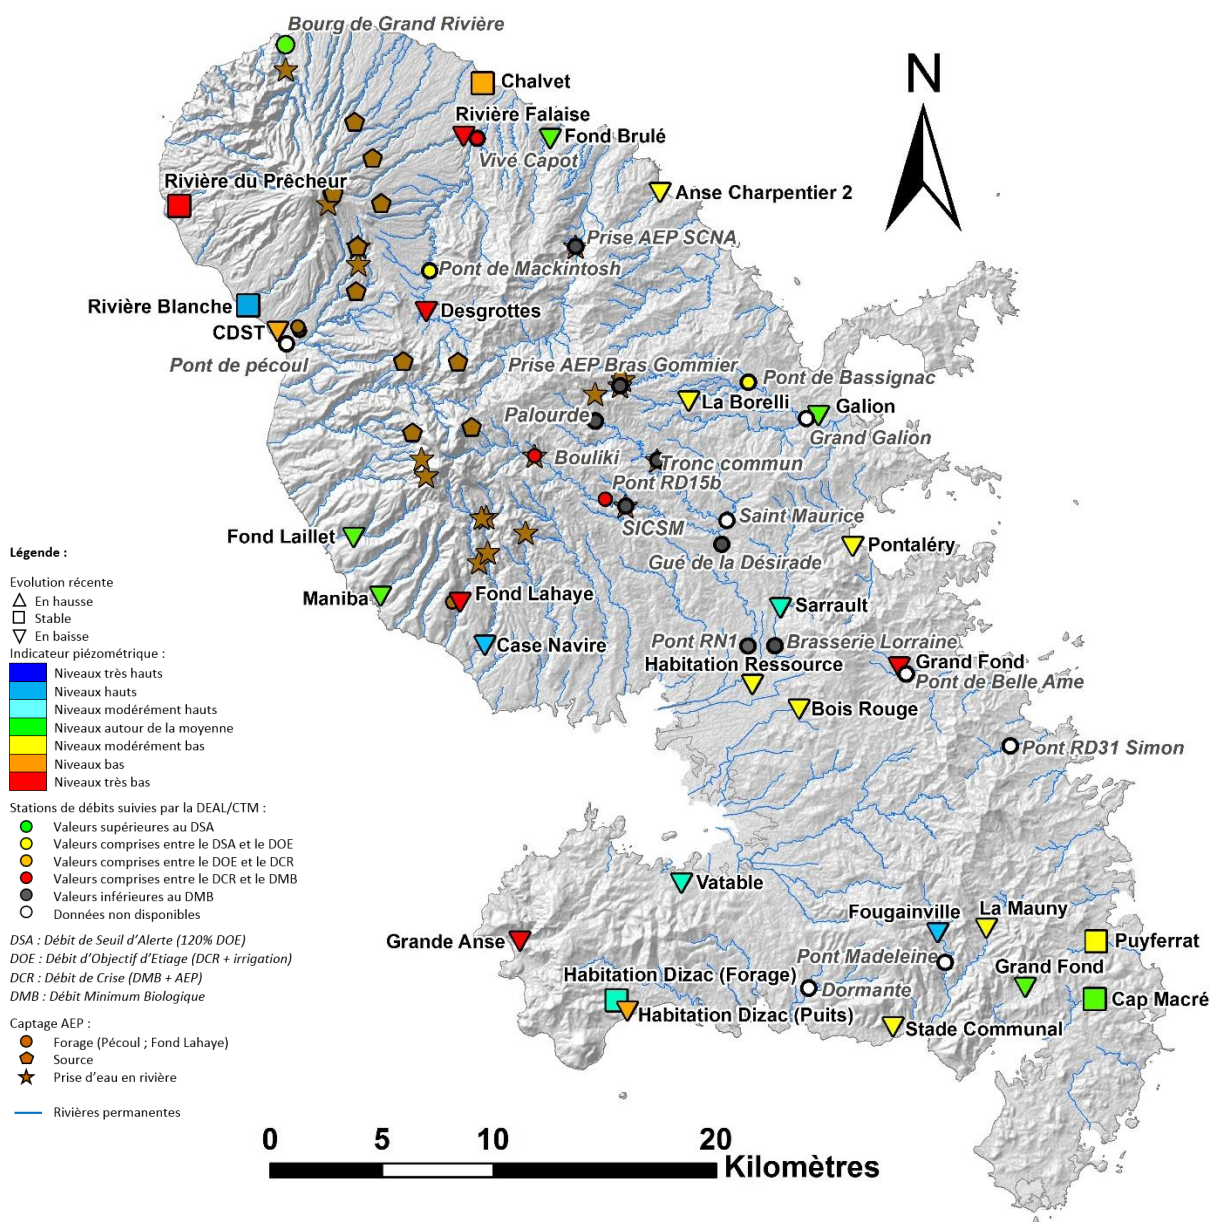 Bourg de Grand Rivière
N
Chalvet
Rivière Falaise
Fond Brulé
Vivé Capot
Rivière du Prêcheur
Anse Charpentier 2
Prise AEP SCNA
Pont de Mackintosh
Rivière Blanche
Desgrottes
CDST
Pont de pécoul
Prise AEP Bras Gommier
Pont de Bassignac
La Borelli
Galion
Palourde
Grand Galion
Bouliki
Tronc commun
Pont RD15b
Saint Maurice
SICSM
Fond Laillet
Gué de la Désirade
Pontaléry
Maniba
Fond Lahaye
Sarrault
Case Navire
Pont RN1
Brasserie Lorraine
Habitation Ressource
Grand Fond
Pont de Belle Ame
Bois Rouge
Pont RD31 Simon
Vatable
Fougainville
La Mauny
Grande Anse
Puyferrat
Pont Madeleine
Grand Fond
Habitation Dizac (Forage)
Dormante
Cap Macré
Habitation Dizac (Puits)
Stade Communal
Légende :
Evolution récente
En hausse
Stable
En baisse
Indicateur piézométrique :
Niveaux très hauts
Niveaux hauts
Niveaux modérément hauts
Niveaux autour de la moyenne
Niveaux modérément bas
Niveaux bas
Niveaux très bas
Stations de débits suivies par la DEAL/CTM :
Valeurs supérieures au DSA
Valeurs comprises entre le DSA et le DOE
Valeurs comprises entre le DOE et le DCR
Valeurs comprises entre le DCR et le DMB
Valeurs inférieures au DMB
Données non disponibles
DSA : Débit de Seuil d'Alerte (120% DOE)
DOE : Débit d'Objectif d'Etiage (DCR + irrigation)
DCR : Débit de Crise (DMB + AEP)
DMB : Débit Minimum Biologique
Captage AEP :
Forage (Pécoul ; Fond Lahaye)
Source
Prise d'eau en rivière
Rivières permanentes
0 5 10 20
Kilomètres